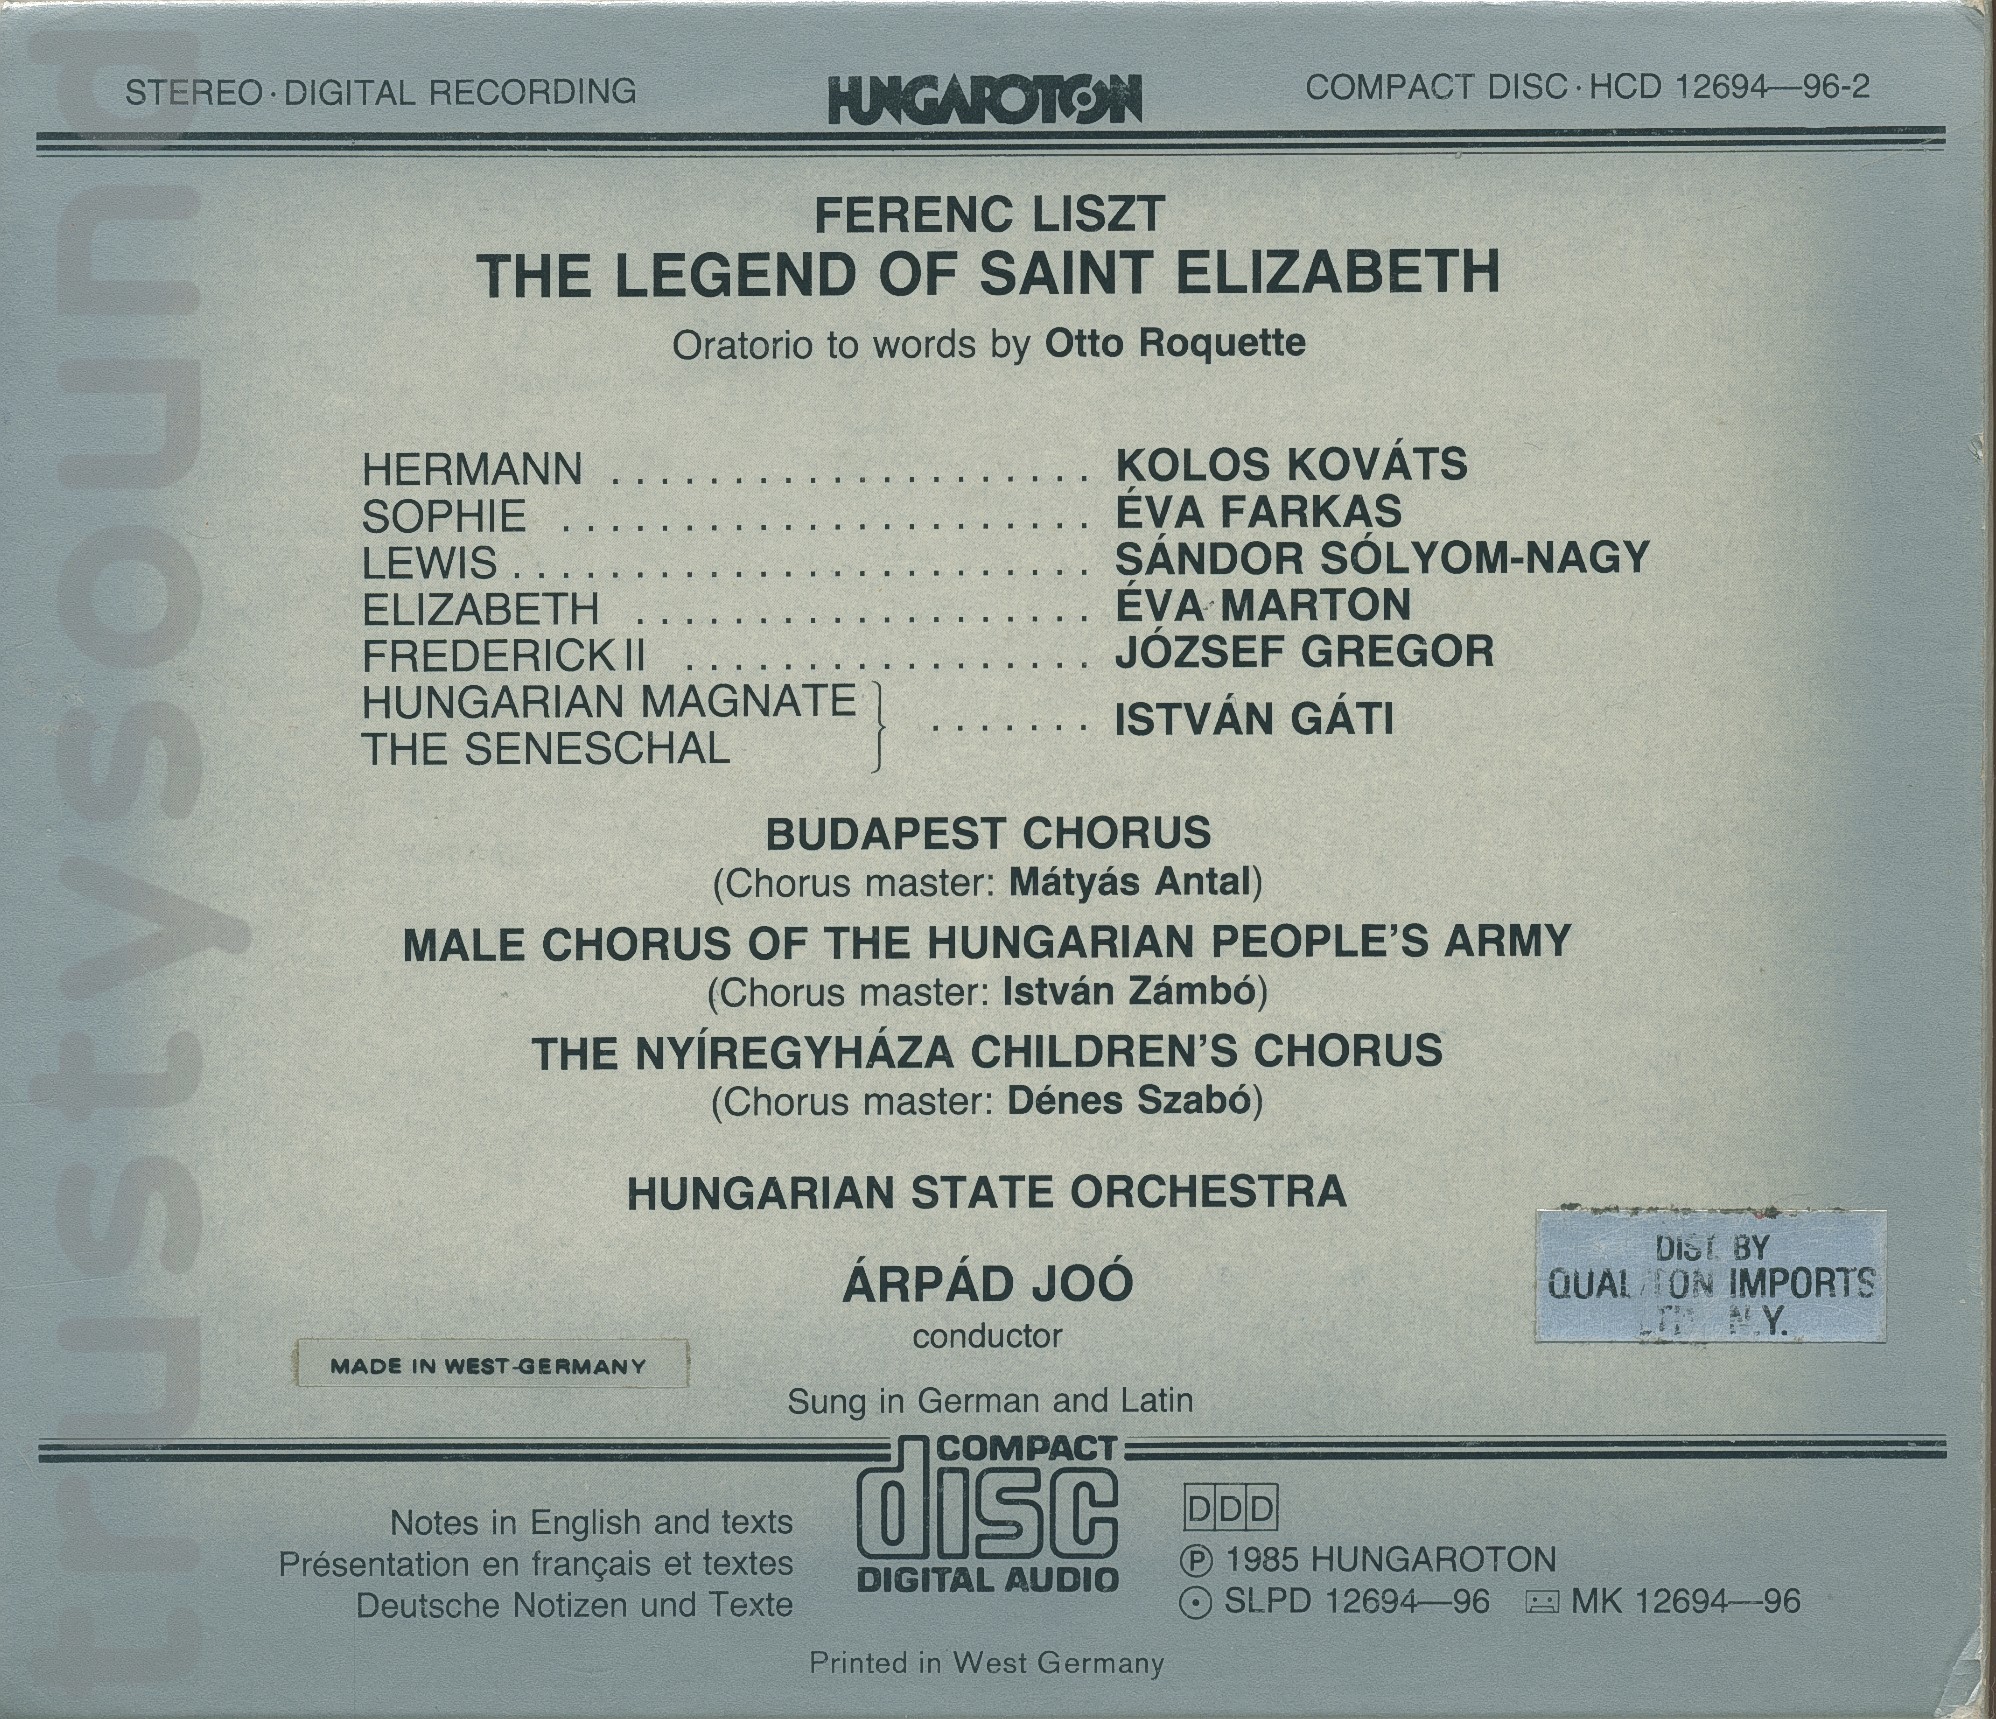 STEREO · DIGITAL RECORDING
HUNGAROTON
COMPACT DISC · HCD 12694—96-2
FERENC LISZT
THE LEGEND OF SAINT ELIZABETH
Oratorio to words by Otto Roquette
HERMANN . . . . . . . . . . . . . . . . . . . . KOLOS KOVÁTS
SOPHIE . . . . . . . . . . . . . . . . . . . . . . ÉVA FARKAS
LEWIS . . . . . . . . . . . . . . . . . . . . . . . . SÁNDOR SÓLYOM-NAGY
ELIZABETH . . . . . . . . . . . . . . . . . . . ÉVA MARTON
FREDERICK II . . . . . . . . . . . . . . . . . JÓZSEF GREGOR
HUNGARIAN MAGNATE
THE SENESCHAL } . . . . . . . ISTVÁN GÁTI
BUDAPEST CHORUS
(Chorus master: Mátyás Antal)
MALE CHORUS OF THE HUNGARIAN PEOPLE'S ARMY
(Chorus master: István Zámbó)
THE NYÍREGYHÁZA CHILDREN'S CHORUS
(Chorus master: Dénes Szabó)
HUNGARIAN STATE ORCHESTRA
ÁRPÁD JOÓ
conductor
DIST. BY
QUALITON IMPORTS
LTD. N.Y.
MADE IN WEST-GERMANY
Sung in German and Latin
COMPACT
disc
DIGITAL AUDIO
Notes in English and texts
Présentation en français et textes
Deutsche Notizen und Texte
DDD
Ⓟ 1985 HUNGAROTON
SLPD 12694—96 MK 12694—96
Printed in West Germany
trustysound